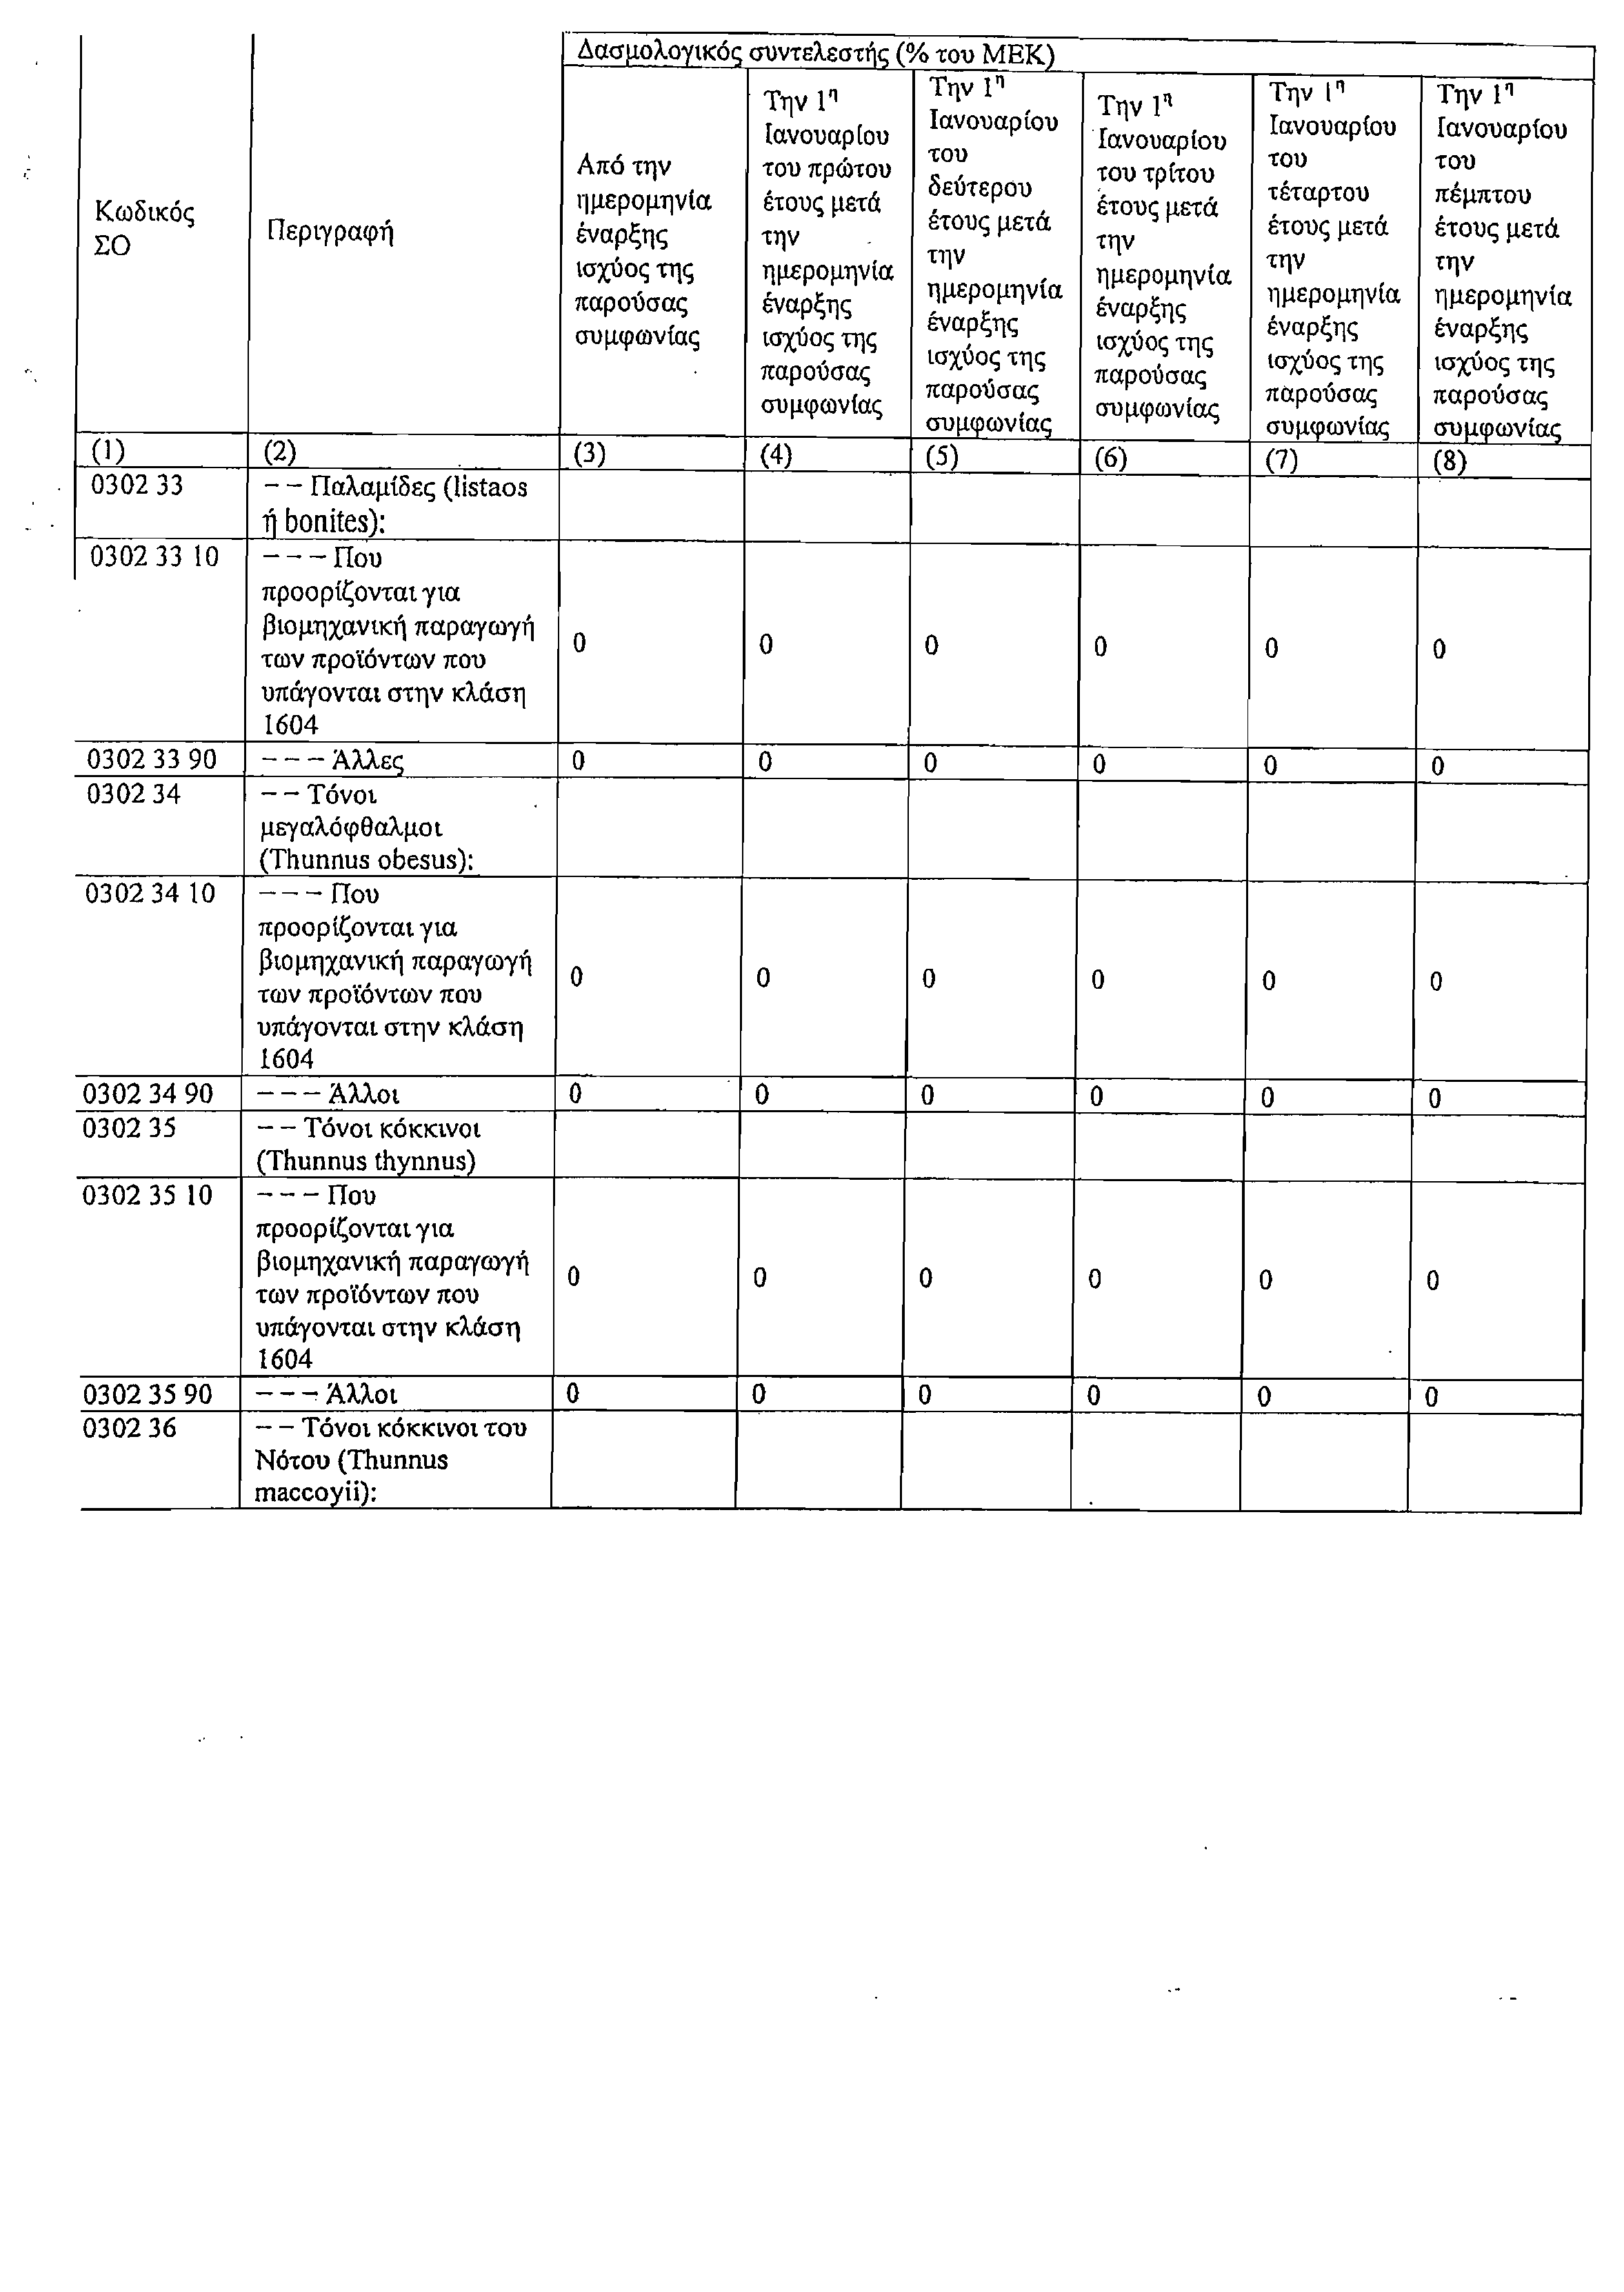 Δασμολογικός συντελεστής (% του ΜΕΚ)
Κωδικός
ΣΟ
Περιγραφή
Από την
ημερομηνία
έναρξης
ισχύος της
παρούσας
συμφωνίας
Την 1η
Ιανουαρίου
του πρώτου
έτους μετά
την
ημερομηνία
έναρξης
ισχύος της
παρούσας
συμφωνίας
Την 1η
Ιανουαρίου
του
δεύτερου
έτους μετά
την
ημερομηνία
έναρξης
ισχύος της
παρούσας
συμφωνίας
Την 1η
Ιανουαρίου
του τρίτου
έτους μετά
την
ημερομηνία
έναρξης
ισχύος της
παρούσας
συμφωνίας
Την 1η
Ιανουαρίου
του
τέταρτου
έτους μετά
την
ημερομηνία
έναρξης
ισχύος της
παρούσας
συμφωνίας
Την 1η
Ιανουαρίου
του
πέμπτου
έτους μετά
την
ημερομηνία
έναρξης
ισχύος της
παρούσας
συμφωνίας
(1) (2) (3) (4) (5) (6) (7) (8)
0302 33 – – Παλαμίδες (listaos
ή bonites):
0302 33 10 – – – Που
προορίζονται για
βιομηχανική παραγωγή
των προϊόντων που
υπάγονται στην κλάση
1604
0 0 0 0 0 0
0302 33 90 – – – Άλλες 0 0 0 0 0 0
0302 34 – – Τόνοι
μεγαλόφθαλμοι
(Thunnus obesus):
0302 34 10 – – – Που
προορίζονται για
βιομηχανική παραγωγή
των προϊόντων που
υπάγονται στην κλάση
1604
0 0 0 0 0 0
0302 34 90 – – – Άλλοι 0 0 0 0 0 0
0302 35 – – Τόνοι κόκκινοι
(Thunnus thynnus)
0302 35 10 – – – Που
προορίζονται για
βιομηχανική παραγωγή
των προϊόντων που
υπάγονται στην κλάση
1604
0 0 0 0 0 0
0302 35 90 – – – Άλλοι 0 0 0 0 0 0
0302 36 – – Τόνοι κόκκινοι του
Νότου (Thunnus
maccoyii):